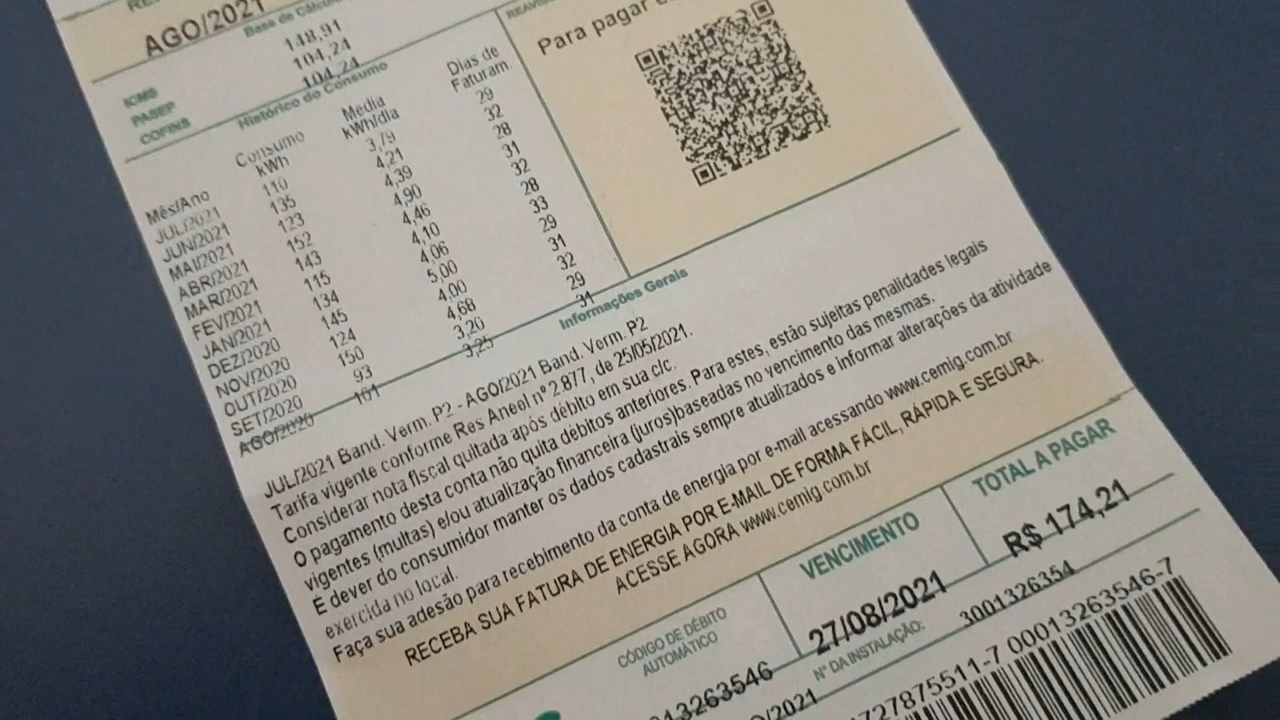 AGO/2021
Base de Cálculo
148,91
104,24
104,24
ICMS
PASEP
COFINS
Histórico do Consumo
Mês/Ano Consumo kWh Media kWh/dia Dias de Faturam.
JUL/2021 110 3,79 29
JUN/2021 135 4,21 32
MAI/2021 123 4,39 28
ABR/2021 152 4,90 31
MAR/2021 143 4,46 32
FEV/2021 115 4,10 28
JAN/2021 134 4,06 33
DEZ/2020 145 5,00 29
NOV/2020 124 4,00 31
OUT/2020 150 4,68 32
SET/2020 93 3,20 29
AGO/2020 101 3,25 31
Para pagar
Informações Gerais
JUL/2021 Band. Verm. P2 - AGO/2021 Band. Verm. P2
Tarifa vigente conforme Res Aneel nº 2.877, de 25/05/2021.
Considerar nota fiscal quitada após débito em sua c/c.
O pagamento desta conta não quita débitos anteriores. Para estes, estão sujeitas penalidades legais
vigentes (multas) e/ou atualização financeira (juros)baseadas no vencimento das mesmas.
É dever do consumidor manter os dados cadastrais sempre atualizados e informar alterações da atividade
exercida no local.
Faça sua adesão para recebimento da conta de energia por e-mail acessando www.cemig.com.br
RECEBA SUA FATURA DE ENERGIA POR E-MAIL DE FORMA FÁCIL, RÁPIDA E SEGURA.
ACESSE AGORA www.cemig.com.br
CÓDIGO DE DÉBITO
AUTOMÁTICO
13263546
VENCIMENTO
27/08/2021
TOTAL A PAGAR
R$ 174,21
Nº DA INSTALAÇÃO:
3001326354
/2021
727875511-7 00013263546-7